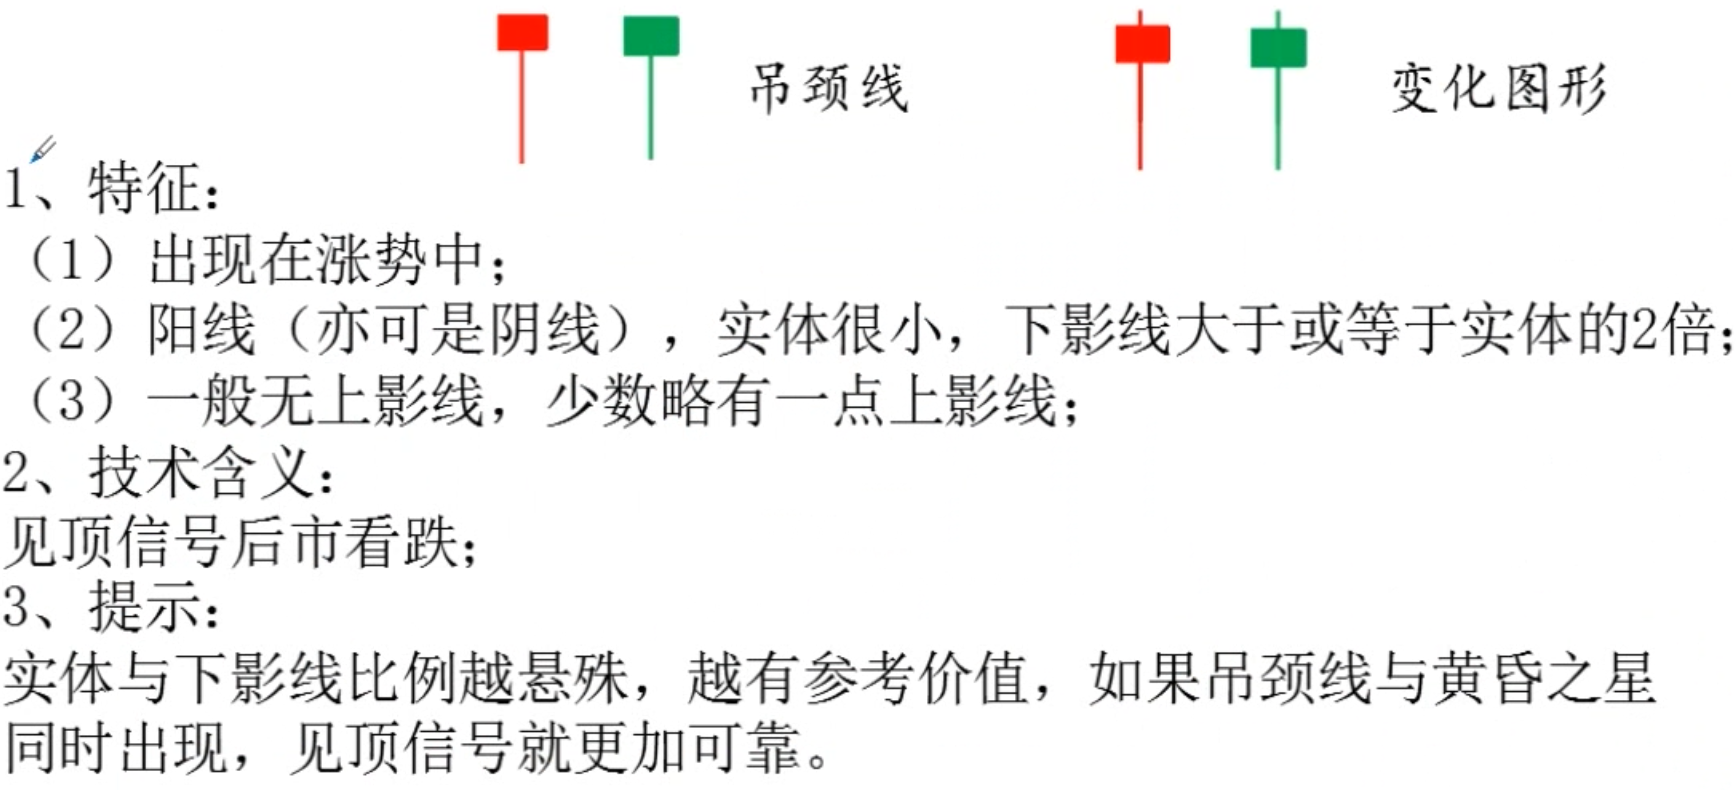 吊颈线 变化图形
1、特征：
（1）出现在涨势中；
（2）阳线（亦可是阴线），实体很小，下影线大于或等于实体的2倍；
（3）一般无上影线，少数略有一点上影线；
2、技术含义：
见顶信号后市看跌；
3、提示：
实体与下影线比例越悬殊，越有参考价值，如果吊颈线与黄昏之星
同时出现，见顶信号就更加可靠。